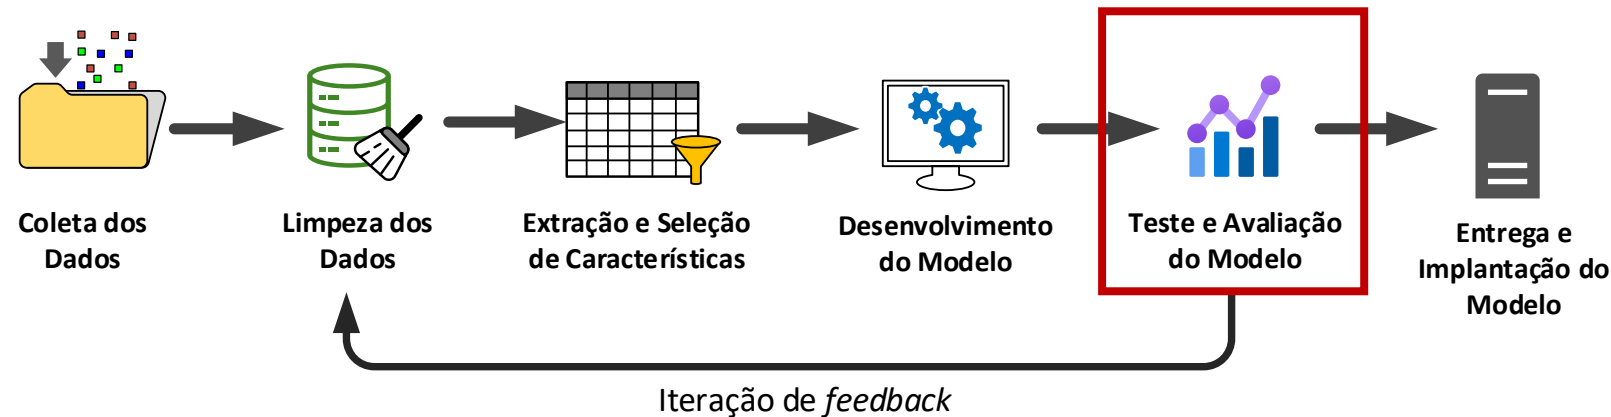 Coleta dos
Dados
Limpeza dos
Dados
Extração e Seleção
de Características
Desenvolvimento
do Modelo
Teste e Avaliação
do Modelo
Entrega e
Implantação do
Modelo
Iteração de feedback